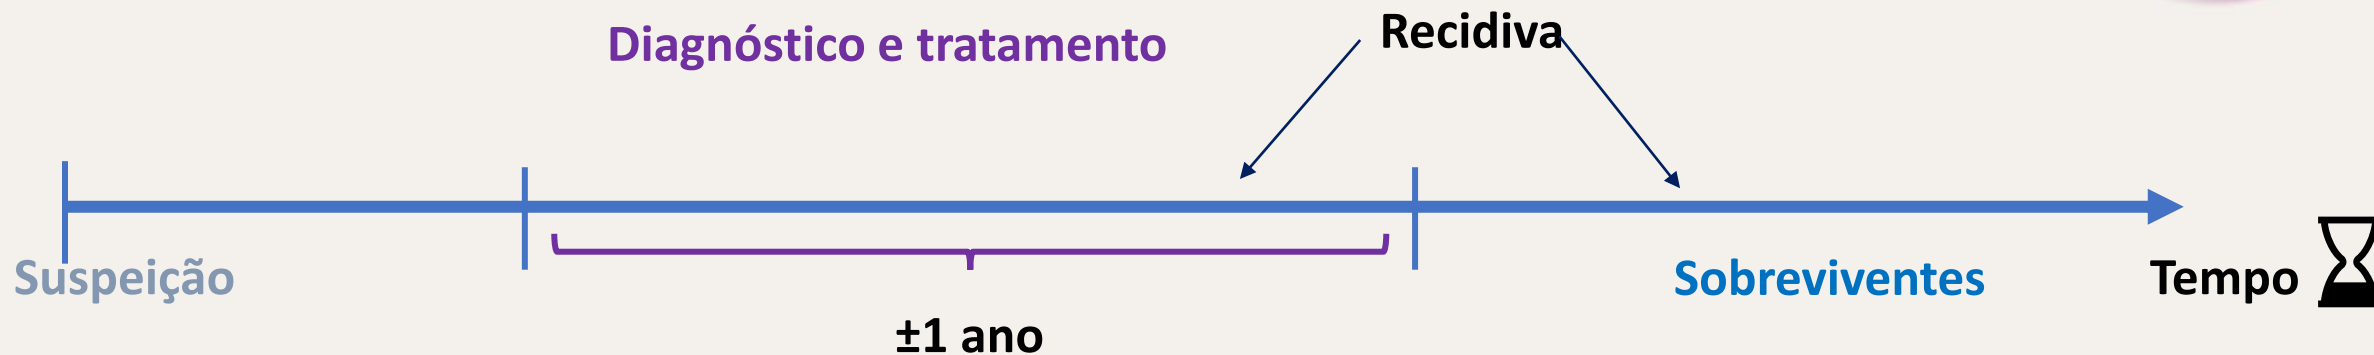 Diagnóstico e tratamento
Recidiva
Suspeição
Sobreviventes
Tempo
±1 ano